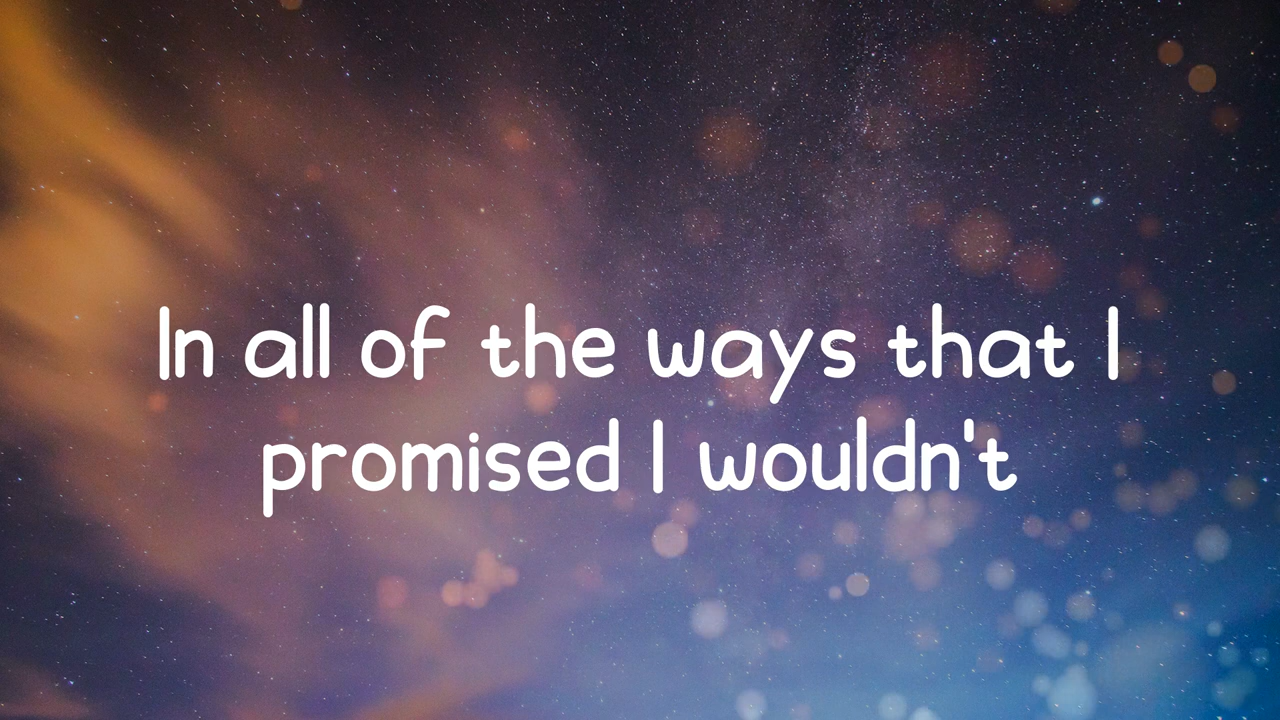 In all of the ways that I
promised I wouldn't